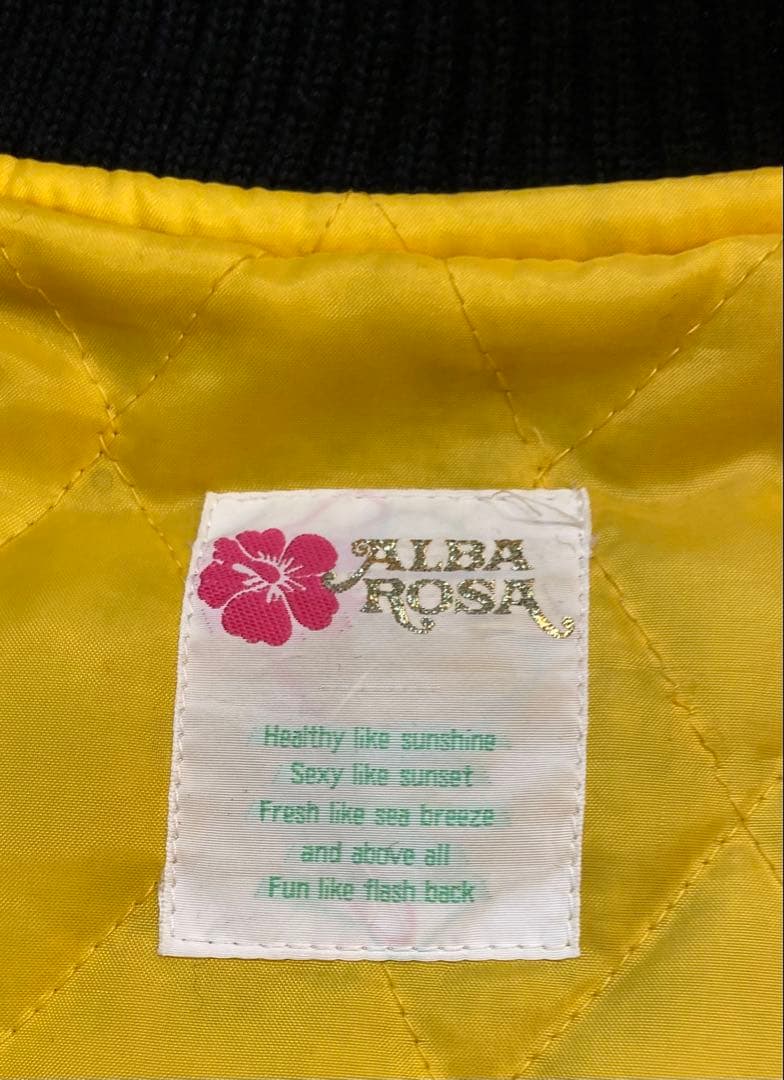 ALBA
ROSA
Healthy like sunshine
Sexy like sunset
Fresh like sea breeze
and above all
Fun like flash back